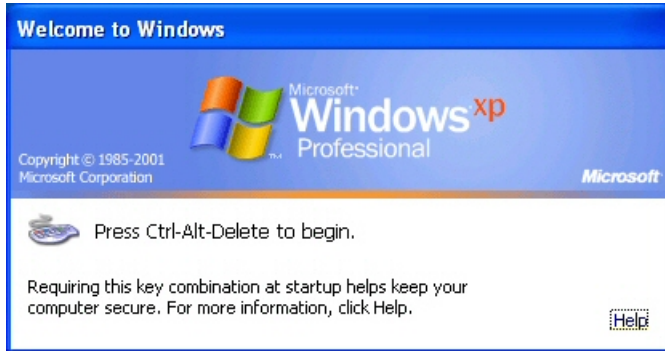 Welcome to Windows
Microsoft®
Windows xp
Professional
TM
Copyright © 1985-2001
Microsoft Corporation
Microsoft
Press Ctrl-Alt-Delete to begin.
Requiring this key combination at startup helps keep your
computer secure. For more information, click Help.
Help